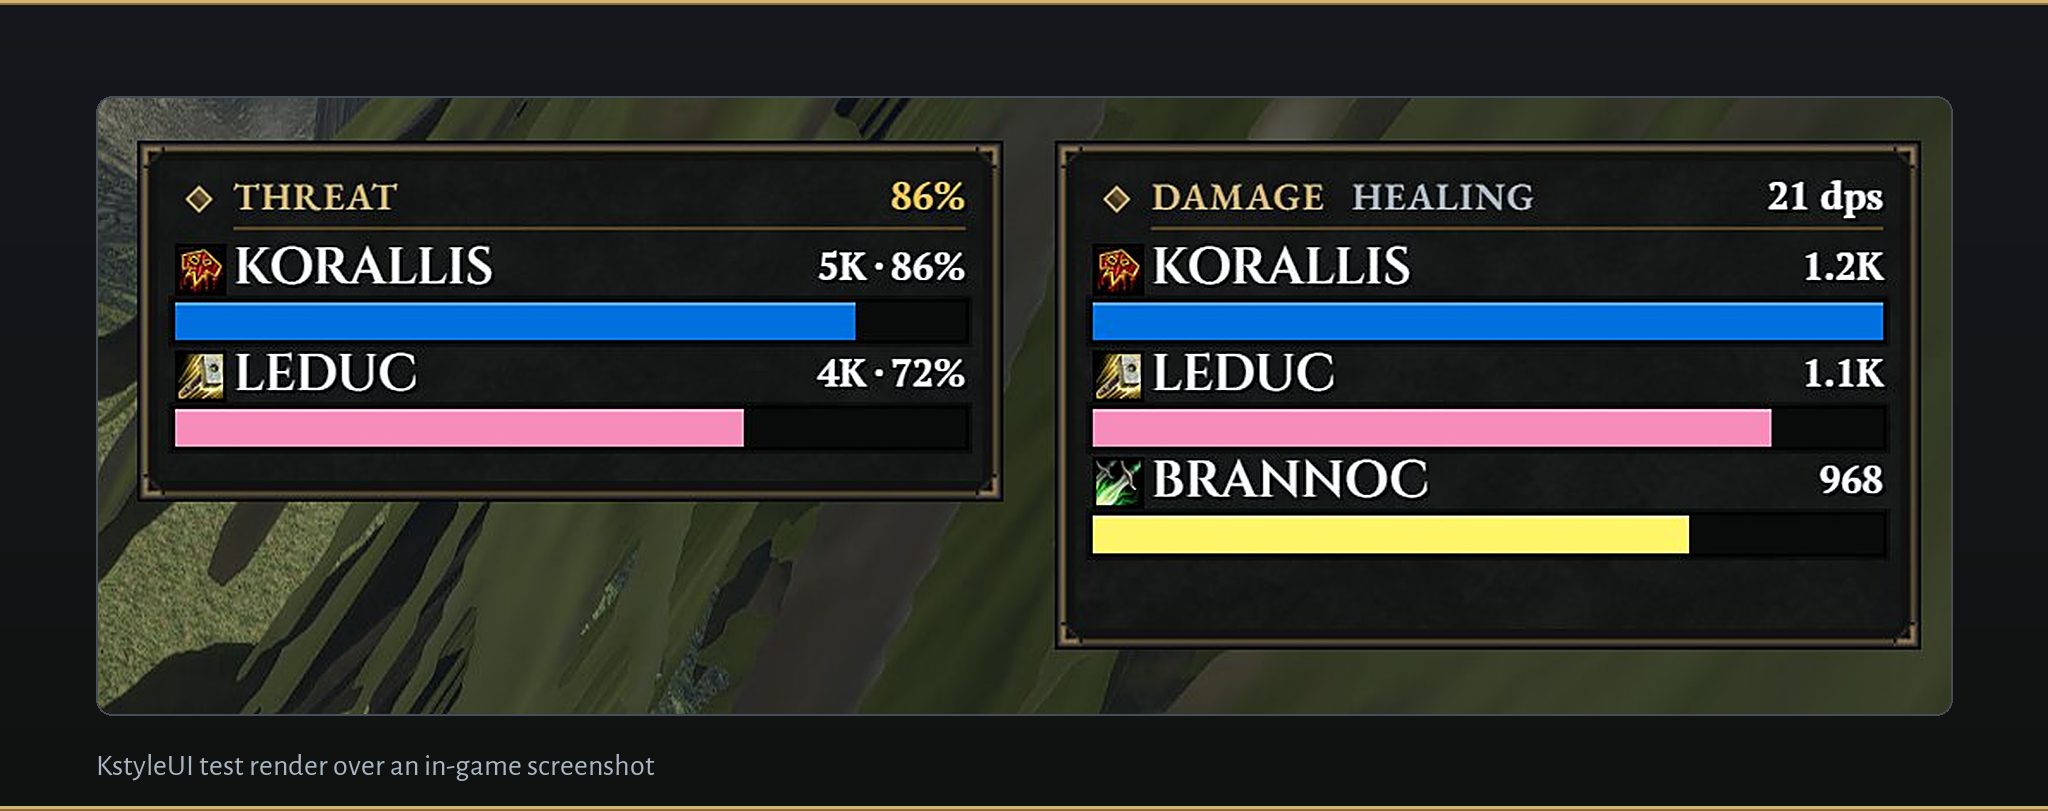 THREAT 86%
KORALLIS 5K·86%
LEDUC 4K·72%
DAMAGE HEALING 21 dps
KORALLIS 1.2K
LEDUC 1.1K
BRANNOC 968
KstyleUI test render over an in-game screenshot